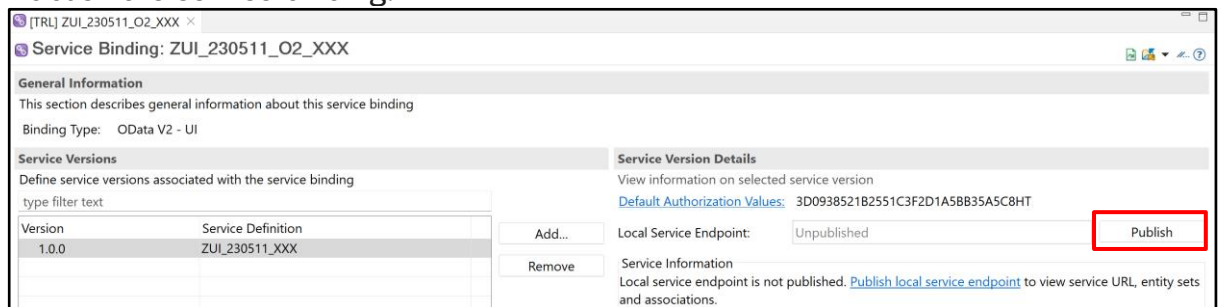 [TRL] ZUI_230511_O2_XXX
Service Binding: ZUI_230511_O2_XXX
General Information
This section describes general information about this service binding
Binding Type: OData V2 - UI
Service Versions
Define service versions associated with the service binding
type filter text
Version Service Definition
1.0.0 ZUI_230511_XXX
Add...
Remove
Service Version Details
View information on selected service version
Default Authorization Values: 3D0938521B2551C3F2D1A5BB35A5C8HT
Local Service Endpoint: Unpublished Publish
Service Information
Local service endpoint is not published. Publish local service endpoint to view service URL, entity sets
and associations.